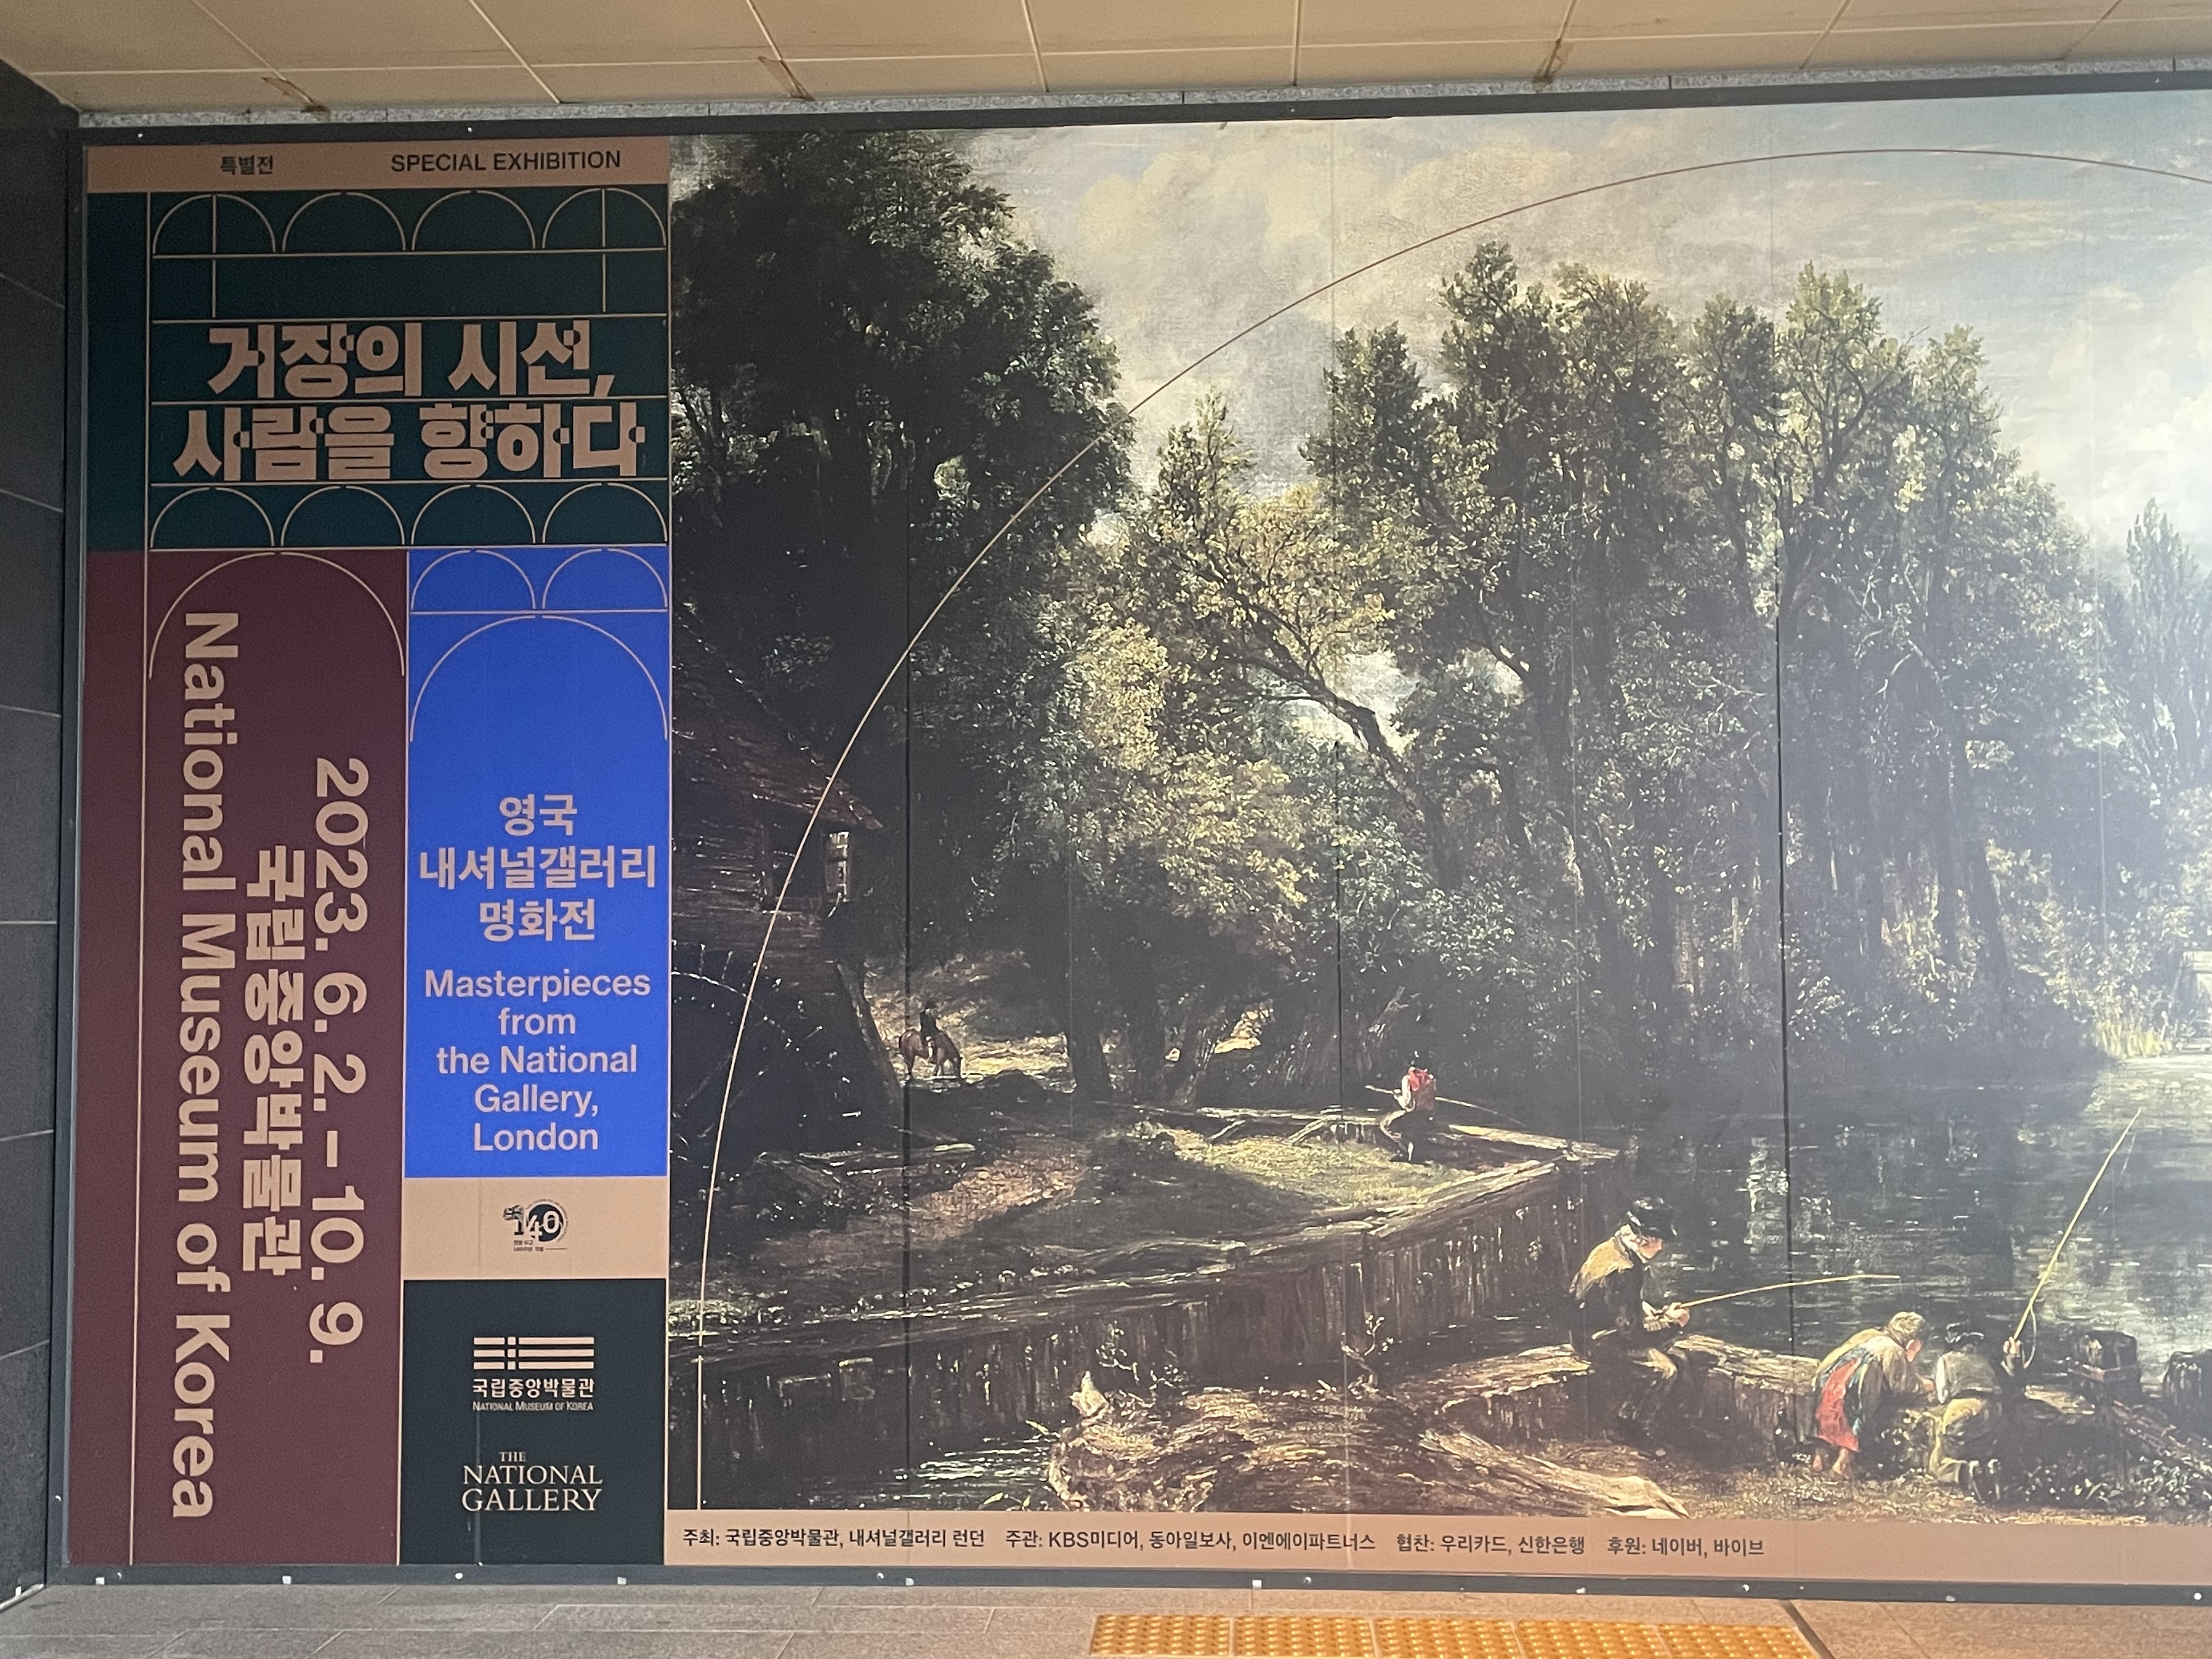 특별전 SPECIAL EXHIBITION
거장의 시선,
사람을 향하다
2023. 6. 2. – 10. 9.
국립중앙박물관
National Museum of Korea
영국
내셔널갤러리
명화전
Masterpieces
from
the National
Gallery,
London
140
국립중앙박물관
NATIONAL MUSEUM OF KOREA
THE
NATIONAL
GALLERY
주최: 국립중앙박물관, 내셔널갤러리 런던 주관: KBS미디어, 동아일보사, 이엔에이파트너스 협찬: 우리카드, 신한은행 후원: 네이버, 바이브